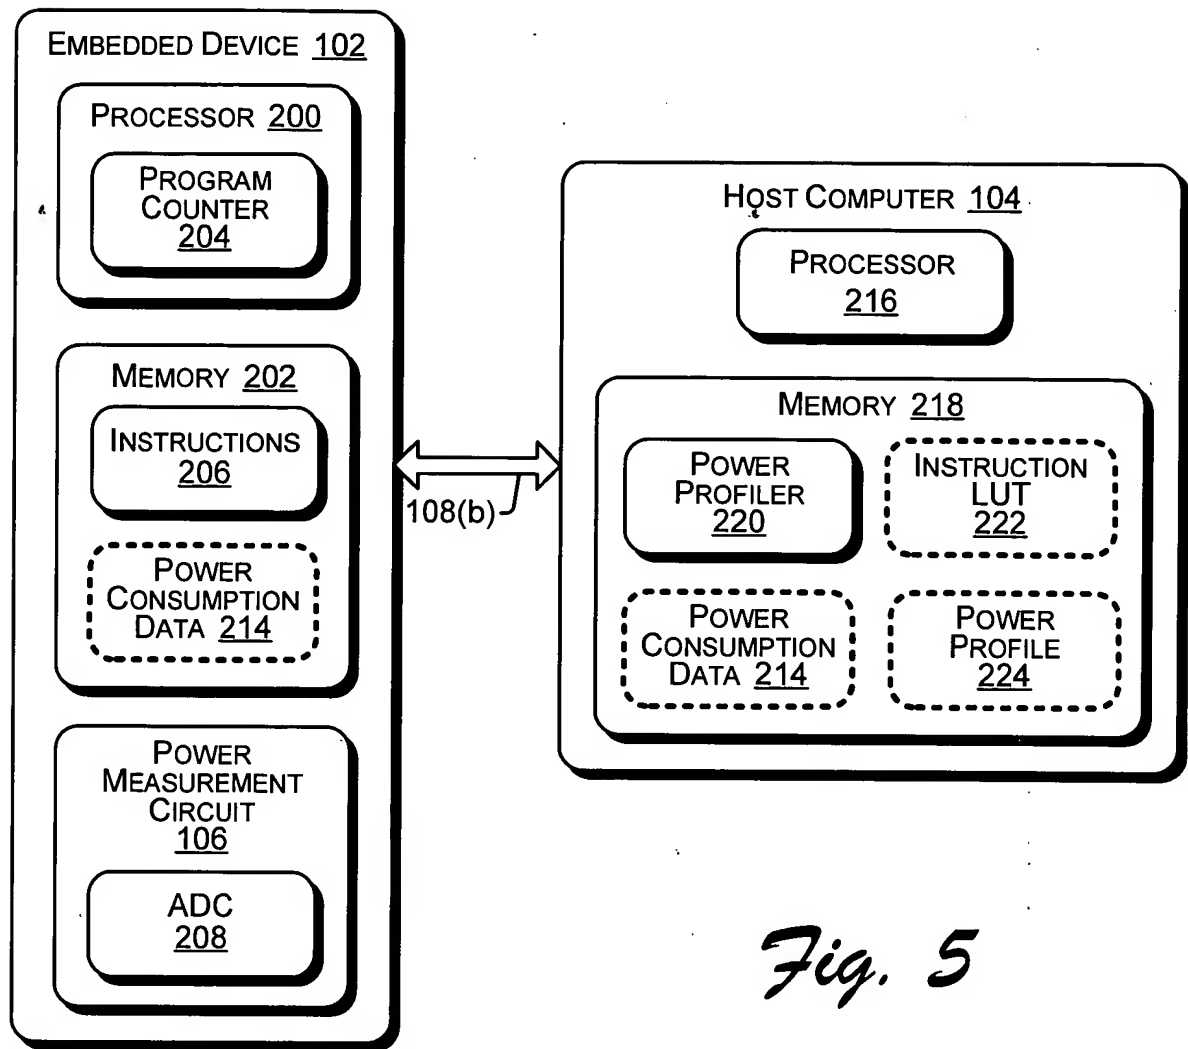 EMBEDDED DEVICE 102
PROCESSOR 200
PROGRAM
COUNTER
204
MEMORY 202
INSTRUCTIONS
206
POWER
CONSUMPTION
DATA 214
POWER
MEASUREMENT
CIRCUIT
106
ADC
208
108(b)
HOST COMPUTER 104
PROCESSOR
216
MEMORY 218
POWER
PROFILER
220
INSTRUCTION
LUT
222
POWER
CONSUMPTION
DATA 214
POWER
PROFILE
224
Fig. 5